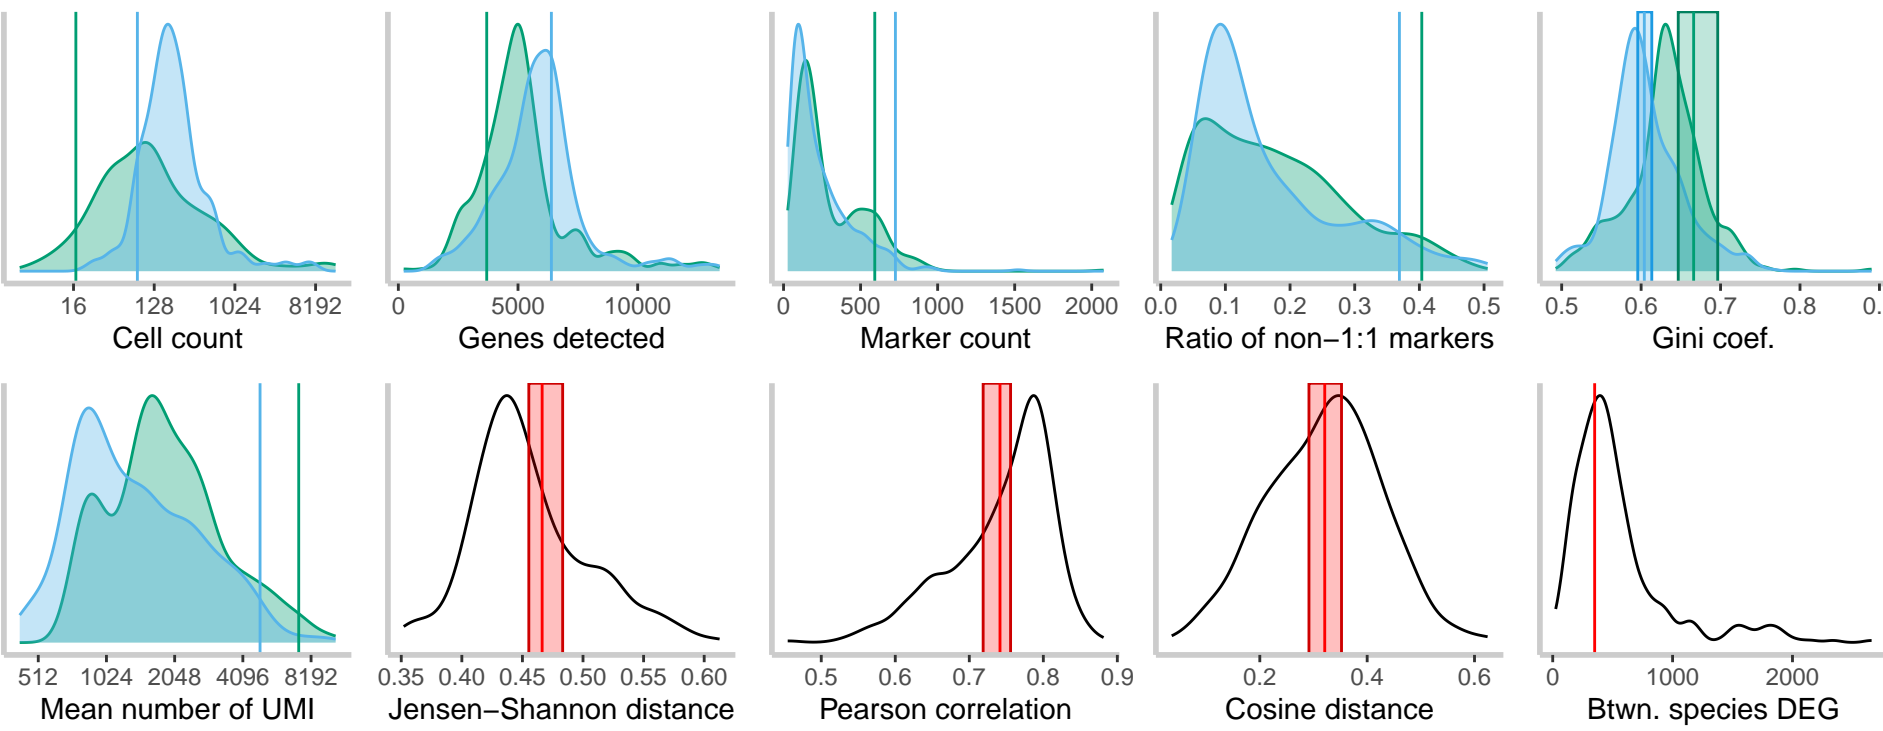 16 128 1024 8192
Cell count
0 5000 10000
Genes detected
0 500 1000 1500 2000
Marker count
0.0 0.1 0.2 0.3 0.4 0.5
Ratio of non−1:1 markers
0.5 0.6 0.7 0.8 0.
Gini coef.
512 1024 2048 4096 8192
Mean number of UMI
0.35 0.40 0.45 0.50 0.55 0.60
Jensen−Shannon distance
0.5 0.6 0.7 0.8 0.9
Pearson correlation
0.2 0.4 0.6
Cosine distance
0 1000 2000
Btwn. species DEG